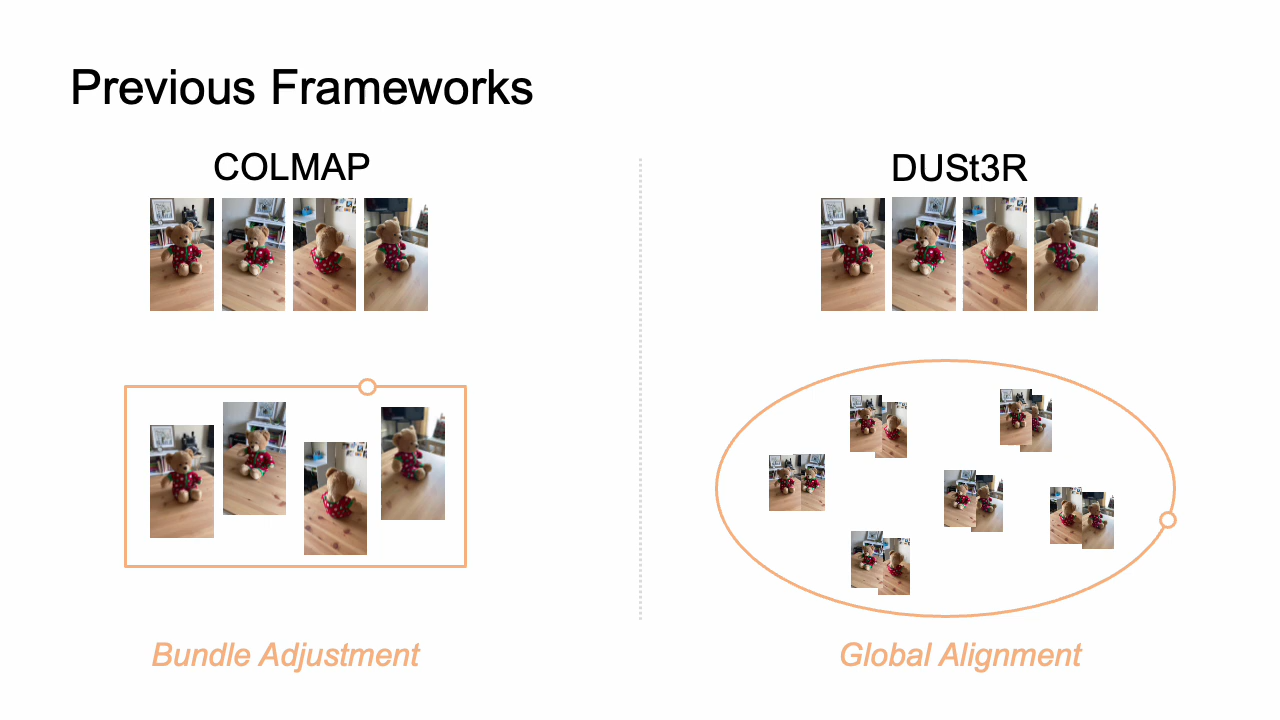 Previous Frameworks
COLMAP
DUSt3R
Bundle Adjustment
Global Alignment